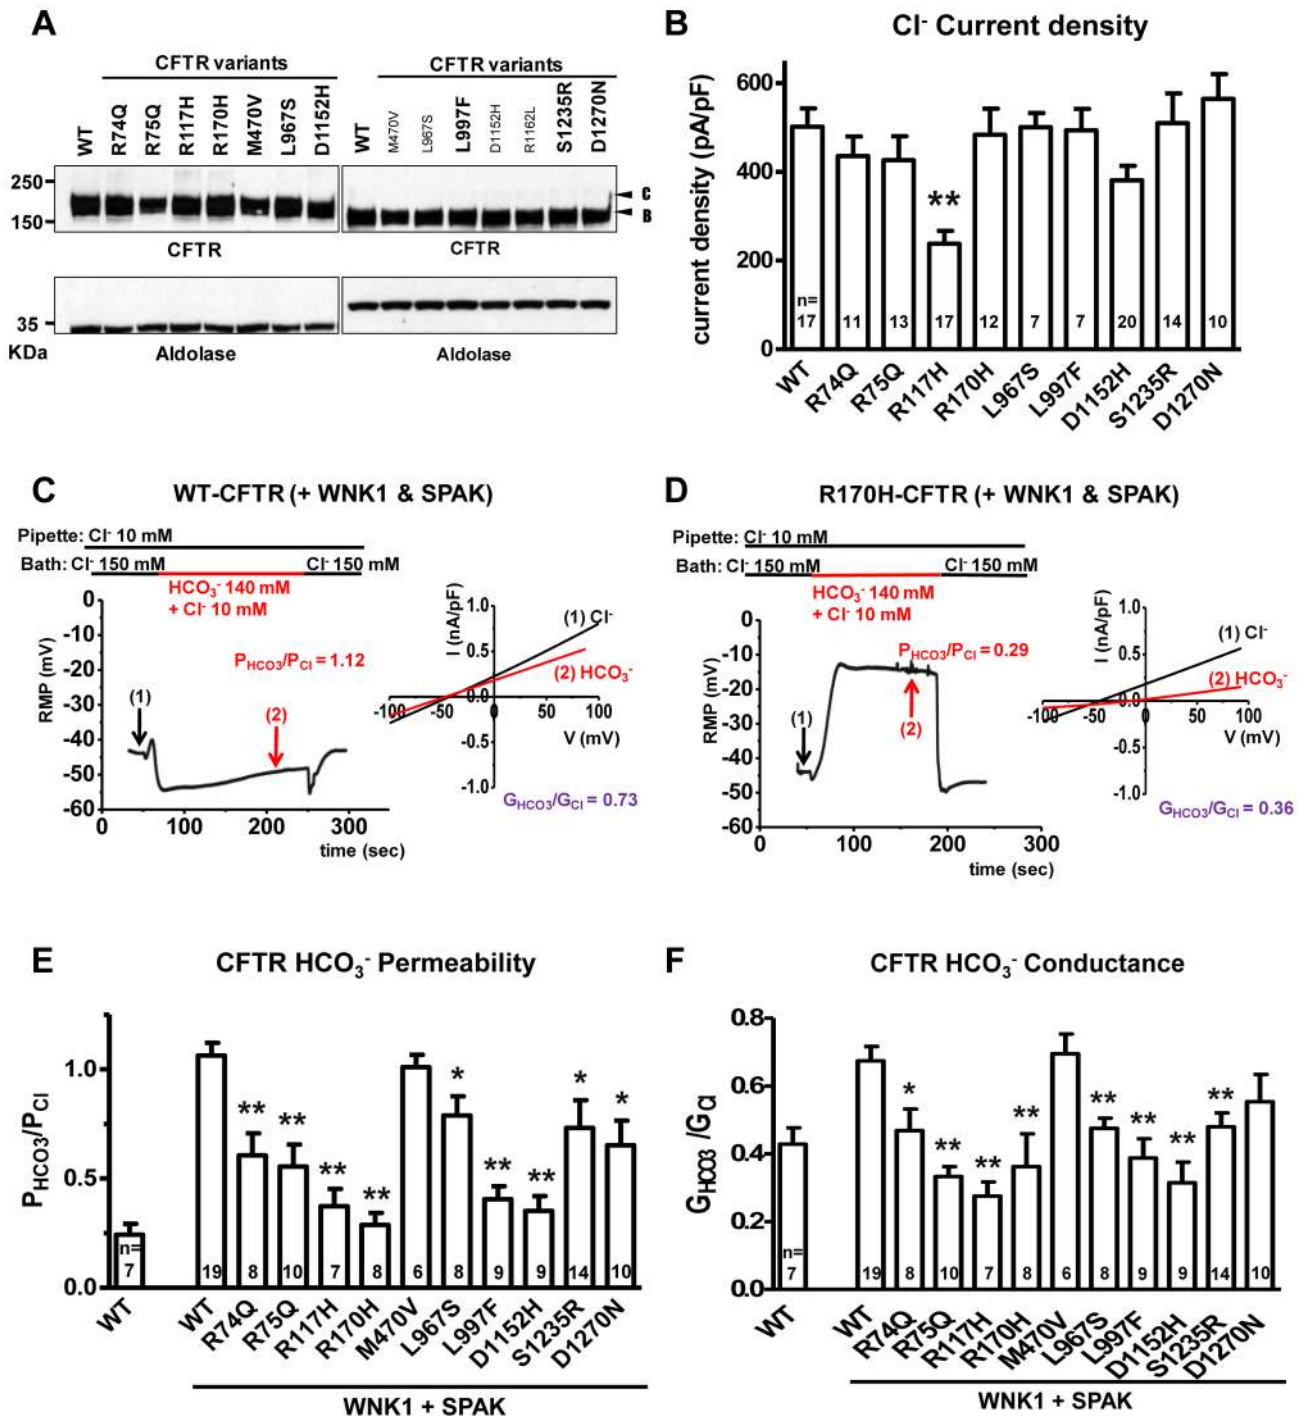 A
CFTR variants
CFTR variants
WT
R74Q
R75Q
R117H
R170H
M470V
L967S
D1152H
WT
M470V
L967S
L997F
D1152H
R1162L
S1235R
D1270N
250
150
C
B
CFTR
CFTR
35
KDa
Aldolase
Aldolase
B
Cl- Current density
current density (pA/pF)
600
400
200
0
**
n=
17
11
13
17
12
7
7
20
14
10
WT
R74Q
R75Q
R117H
R170H
L967S
L997F
D1152H
S1235R
D1270N
C
WT-CFTR (+ WNK1 & SPAK)
Pipette: Cl- 10 mM
Bath: Cl- 150 mM
Cl- 150 mM
HCO3- 140 mM
+ Cl- 10 mM
RMP (mV)
0
-10
-20
-30
-40
-50
-60
PHCO3/PCl = 1.12
(1)
(2)
0
100
200
300
time (sec)
I (nA/pF)
1.0
0.5
-0.5
-1.0
(1) Cl-
(2) HCO3-
-100
-50
0
50
100
V (mV)
GHCO3/GCl = 0.73
D
R170H-CFTR (+ WNK1 & SPAK)
Pipette: Cl- 10 mM
Bath: Cl- 150 mM
Cl- 150 mM
HCO3- 140 mM
+ Cl- 10 mM
RMP (mV)
0
-10
-20
-30
-40
-50
-60
PHCO3/PCl = 0.29
(1)
(2)
0
100
200
300
time (sec)
I (nA/pF)
1.0
0.5
-0.5
-1.0
(1) Cl-
(2) HCO3-
-100
-50
0
50
100
V (mV)
GHCO3/GCl = 0.36
E
CFTR HCO3- Permeability
PHCO3/PCl
1.0
0.5
0.0
**
**
**
**
*
**
**
*
*
n=
7
19
8
10
7
8
6
8
9
9
14
10
WT
WT
R74Q
R75Q
R117H
R170H
M470V
L967S
L997F
D1152H
S1235R
D1270N
WNK1 + SPAK
F
CFTR HCO3- Conductance
GHCO3 /GCl
0.8
0.6
0.4
0.2
0.0
*
**
**
**
**
**
**
**
n=
7
19
8
10
7
8
6
8
9
9
14
10
WT
WT
R74Q
R75Q
R117H
R170H
M470V
L967S
L997F
D1152H
S1235R
D1270N
WNK1 + SPAK